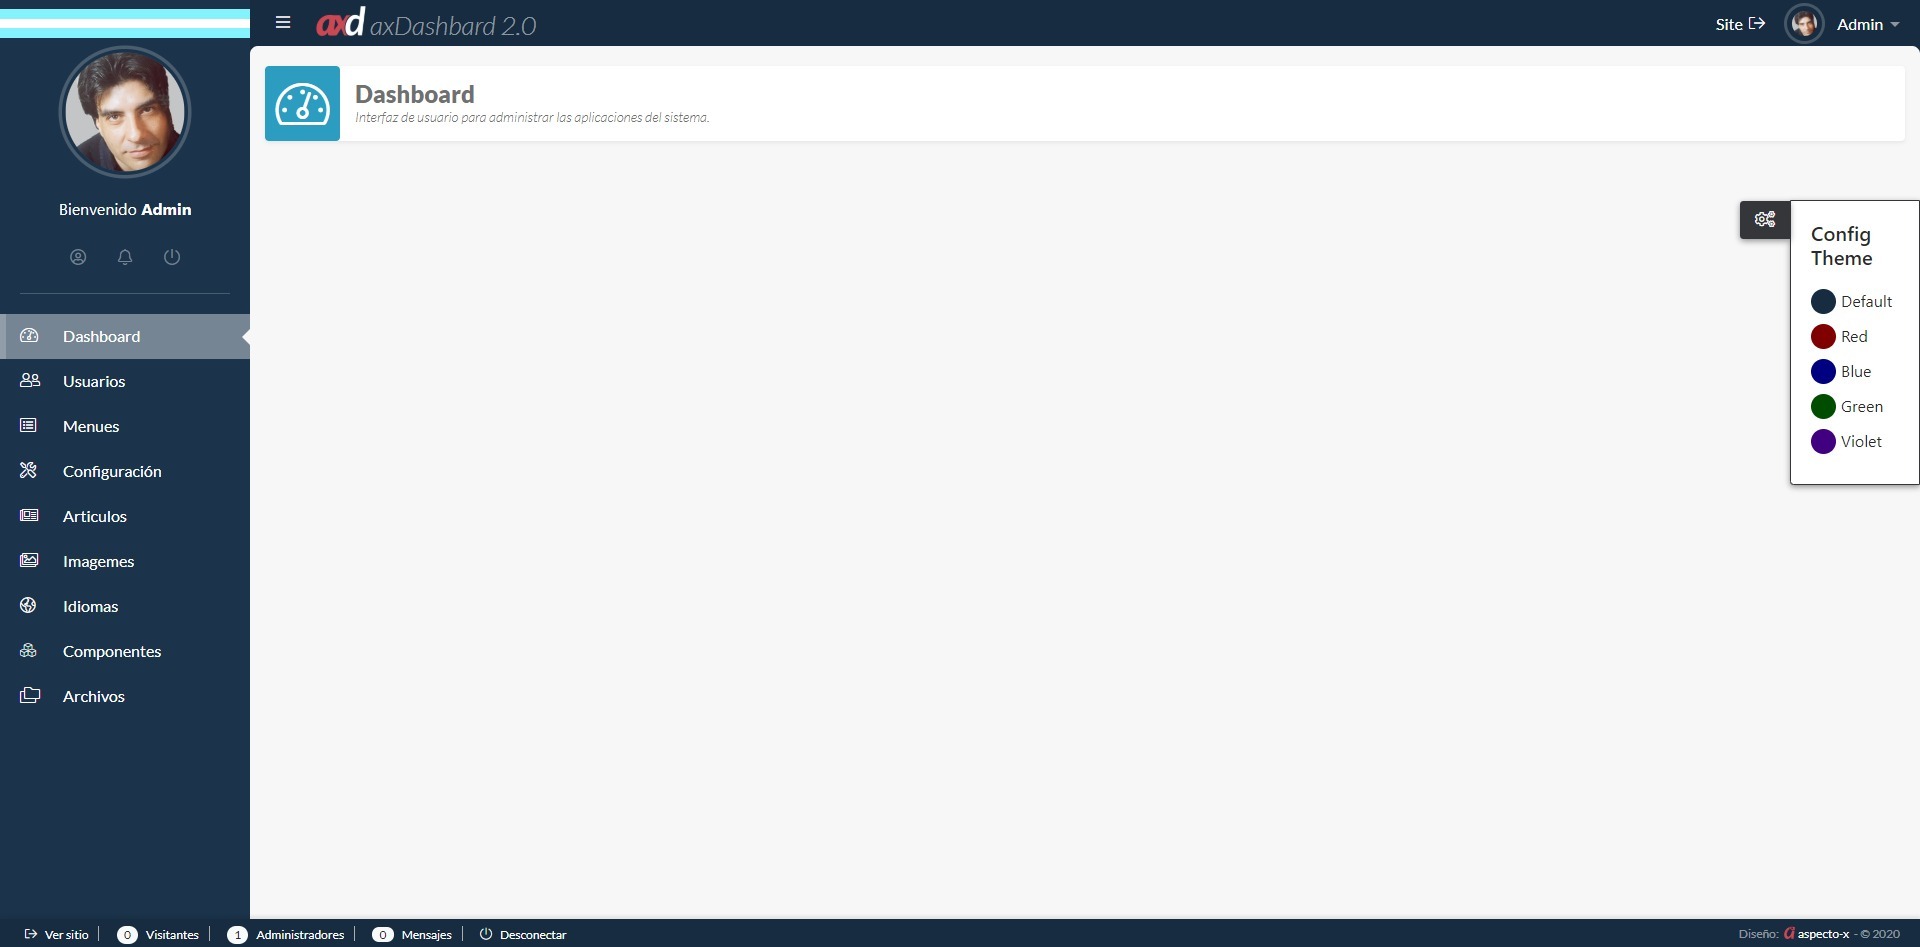 axd axDashbard 2.0
Site
Admin
Bienvenido Admin
Dashboard
Usuarios
Menues
Configuración
Articulos
Imagemes
Idiomas
Componentes
Archivos
Dashboard
Interfaz de usuario para administrar las aplicaciones del sistema.
Config
Theme
Default
Red
Blue
Green
Violet
Ver sitio | 0 Visitantes | 1 Administradores | 0 Mensajes | Desconectar
Diseño: a aspecto-x - © 2020